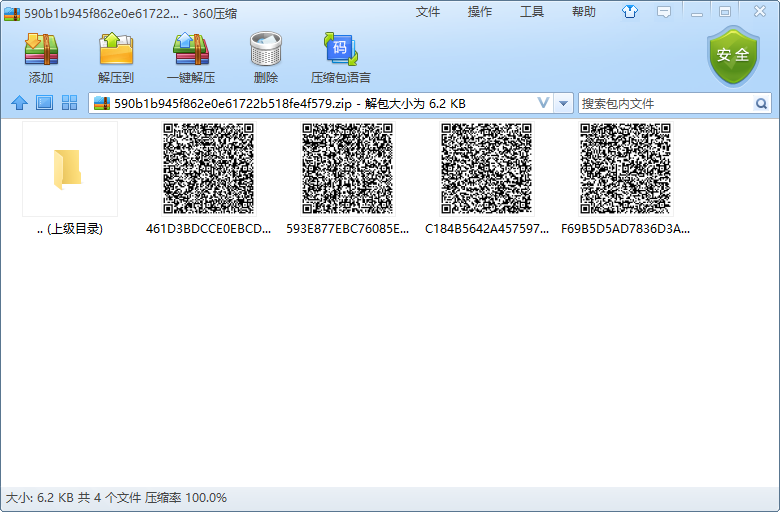 590b1b945f862e0e61722... - 360压缩
文件 操作 工具 帮助
添加 解压到 一键解压 删除 码 压缩包语言 安全
590b1b945f862e0e61722b518fe4f579.zip - 解包大小为 6.2 KB 搜索包内文件
.. (上级目录) 461D3BDCCE0EBCD... 593E877EBC76085E... C184B5642A457597... F69B5D5AD7836D3A...
大小: 6.2 KB 共 4 个文件 压缩率 100.0%